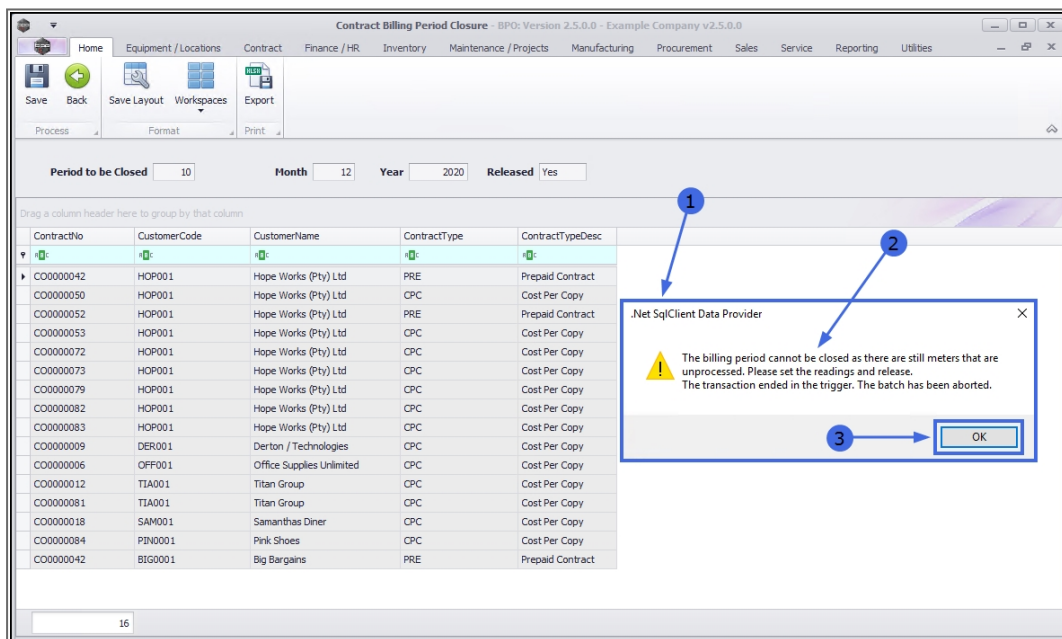 Contract Billing Period Closure - BPO: Version 2.5.0.0 - Example Company v2.5.0.0
Home Equipment / Locations Contract Finance / HR Inventory Maintenance / Projects Manufacturing Procurement Sales Service Reporting Utilities
Save Back Save Layout Workspaces Export
Process Format Print
Period to be Closed 10 Month 12 Year 2020 Released Yes
1
Drag a column header here to group by that column
ContractNo CustomerCode CustomerName ContractType ContractTypeDesc
2
CO0000042 HOP001 Hope Works (Pty) Ltd PRE Prepaid Contract
CO0000050 HOP001 Hope Works (Pty) Ltd CPC Cost Per Copy
CO0000052 HOP001 Hope Works (Pty) Ltd PRE Prepaid Contract
CO0000053 HOP001 Hope Works (Pty) Ltd CPC Cost Per Copy
CO0000072 HOP001 Hope Works (Pty) Ltd CPC Cost Per Copy
CO0000073 HOP001 Hope Works (Pty) Ltd CPC Cost Per Copy
CO0000079 HOP001 Hope Works (Pty) Ltd CPC Cost Per Copy
CO0000082 HOP001 Hope Works (Pty) Ltd CPC Cost Per Copy
CO0000083 HOP001 Hope Works (Pty) Ltd CPC Cost Per Copy
CO0000009 DER001 Derton / Technologies CPC Cost Per Copy
CO0000006 OFF001 Office Supplies Unlimited CPC Cost Per Copy
CO0000012 TIA001 Titan Group CPC Cost Per Copy
CO0000081 TIA001 Titan Group CPC Cost Per Copy
CO0000018 SAM001 Samanthas Diner CPC Cost Per Copy
CO0000084 PIN0001 Pink Shoes CPC Cost Per Copy
CO0000042 BIG0001 Big Bargains PRE Prepaid Contract
16
.Net SqlClient Data Provider
The billing period cannot be closed as there are still meters that are
unprocessed. Please set the readings and release.
The transaction ended in the trigger. The batch has been aborted.
3
OK